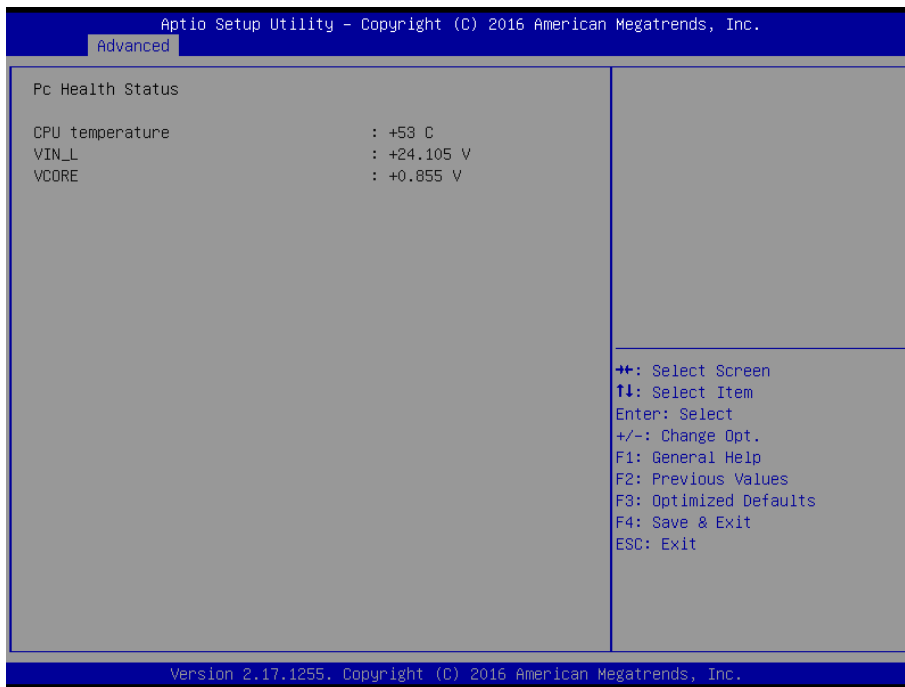 Aptio Setup Utility – Copyright (C) 2016 American Megatrends, Inc.
Advanced
Pc Health Status
CPU temperature : +53 C
VIN_L : +24.105 V
VCORE : +0.855 V
→←: Select Screen
↑↓: Select Item
Enter: Select
+/-: Change Opt.
F1: General Help
F2: Previous Values
F3: Optimized Defaults
F4: Save & Exit
ESC: Exit
Version 2.17.1255. Copyright (C) 2016 American Megatrends, Inc.